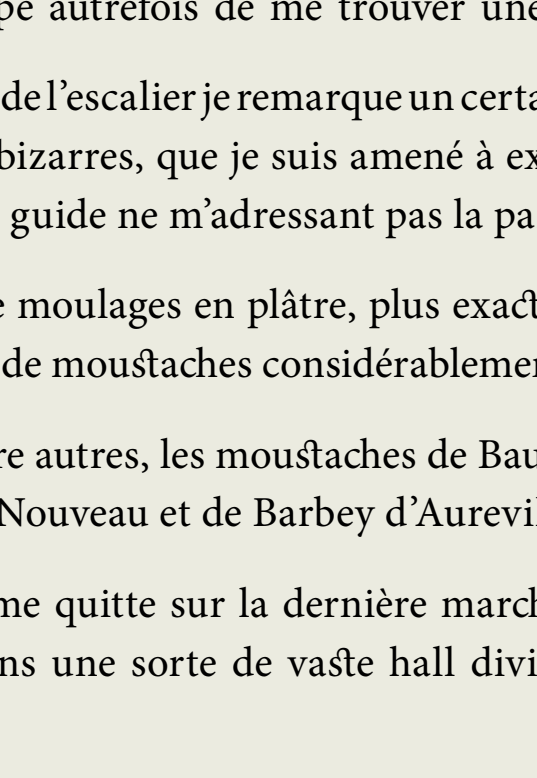 pe autrefois de me trouver une
de l’escalier je remarque un certa
bizarres, que je suis amené à ex
guide ne m’adressant pas la pa
e moulages en plâtre, plus exact
de moustaches considérablemen
re autres, les moustaches de Bau
Nouveau et de Barbey d’Aurevil
me quitte sur la dernière march
ns une sorte de vaste hall divi